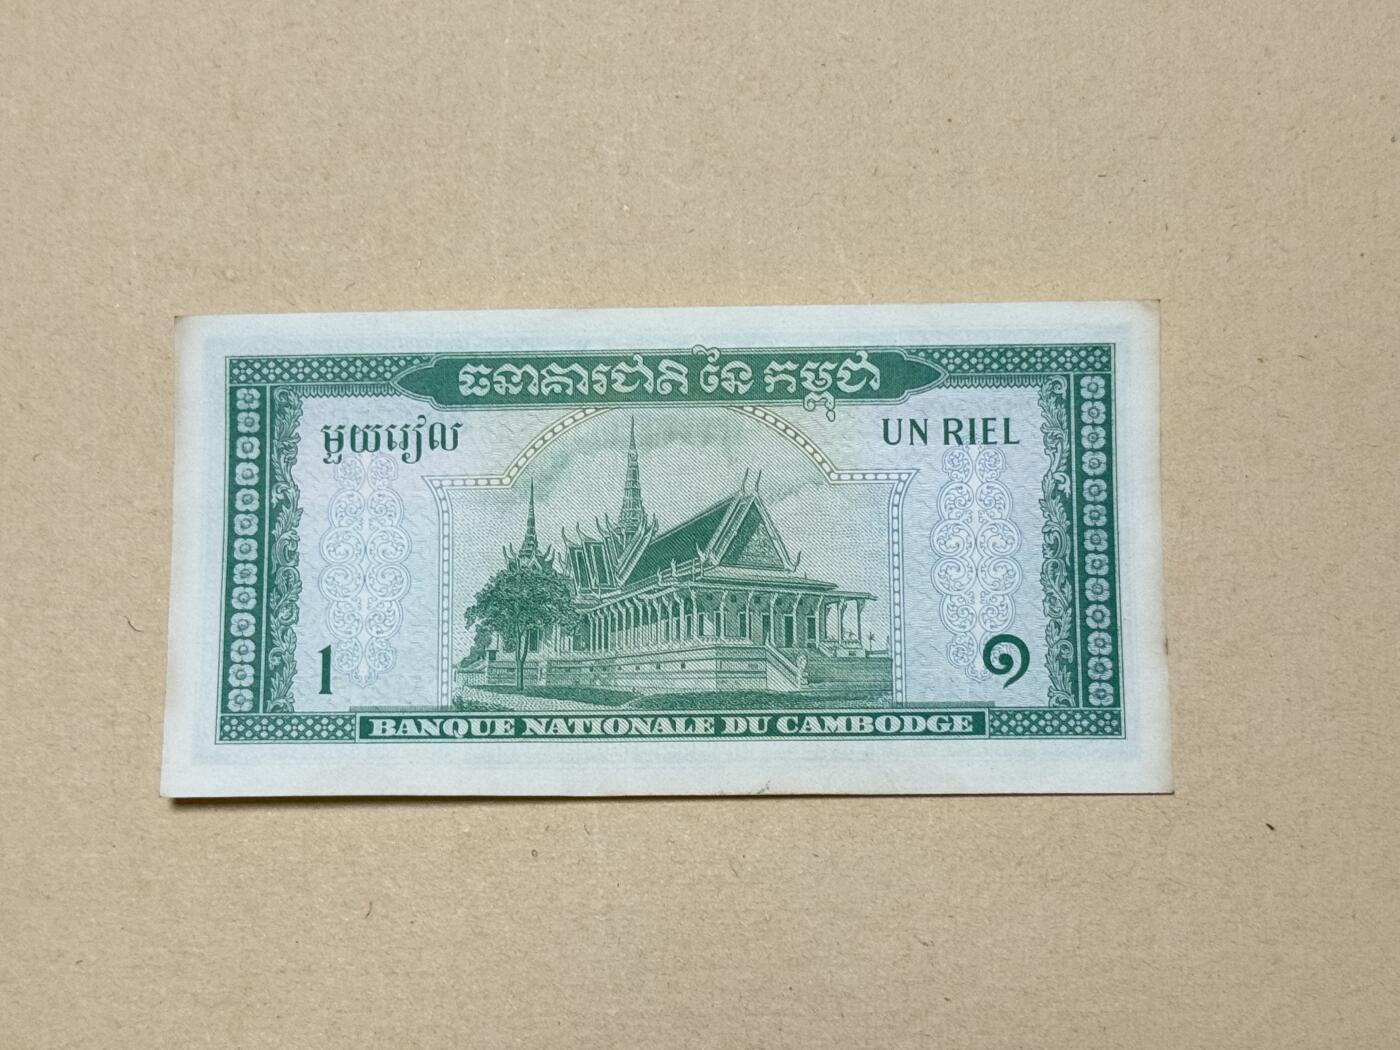 ធនាគារជាតិ នៃ កម្ពុជា
មួយរៀល
UN RIEL
1
១
BANQUE NATIONALE DU CAMBODGE